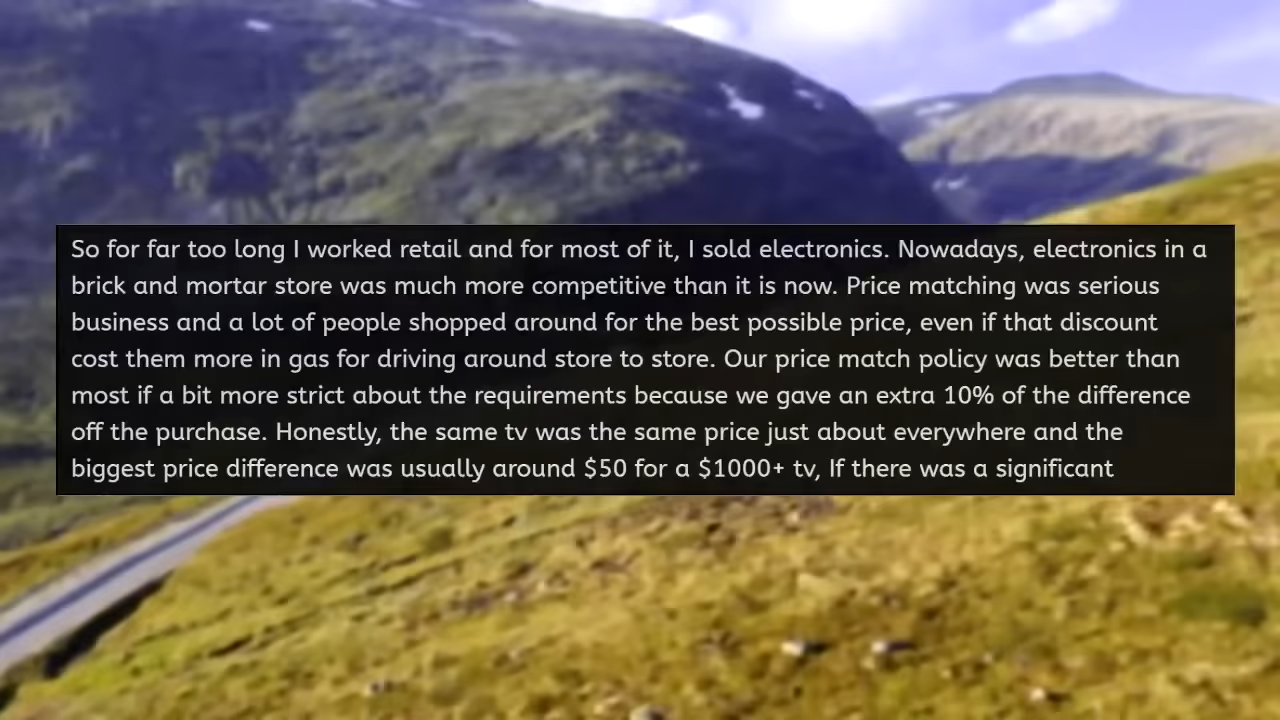 So for far too long I worked retail and for most of it, I sold electronics. Nowadays, electronics in a
brick and mortar store was much more competitive than it is now. Price matching was serious
business and a lot of people shopped around for the best possible price, even if that discount
cost them more in gas for driving around store to store. Our price match policy was better than
most if a bit more strict about the requirements because we gave an extra 10% of the difference
off the purchase. Honestly, the same tv was the same price just about everywhere and the
biggest price difference was usually around $50 for a $1000+ tv, If there was a significant